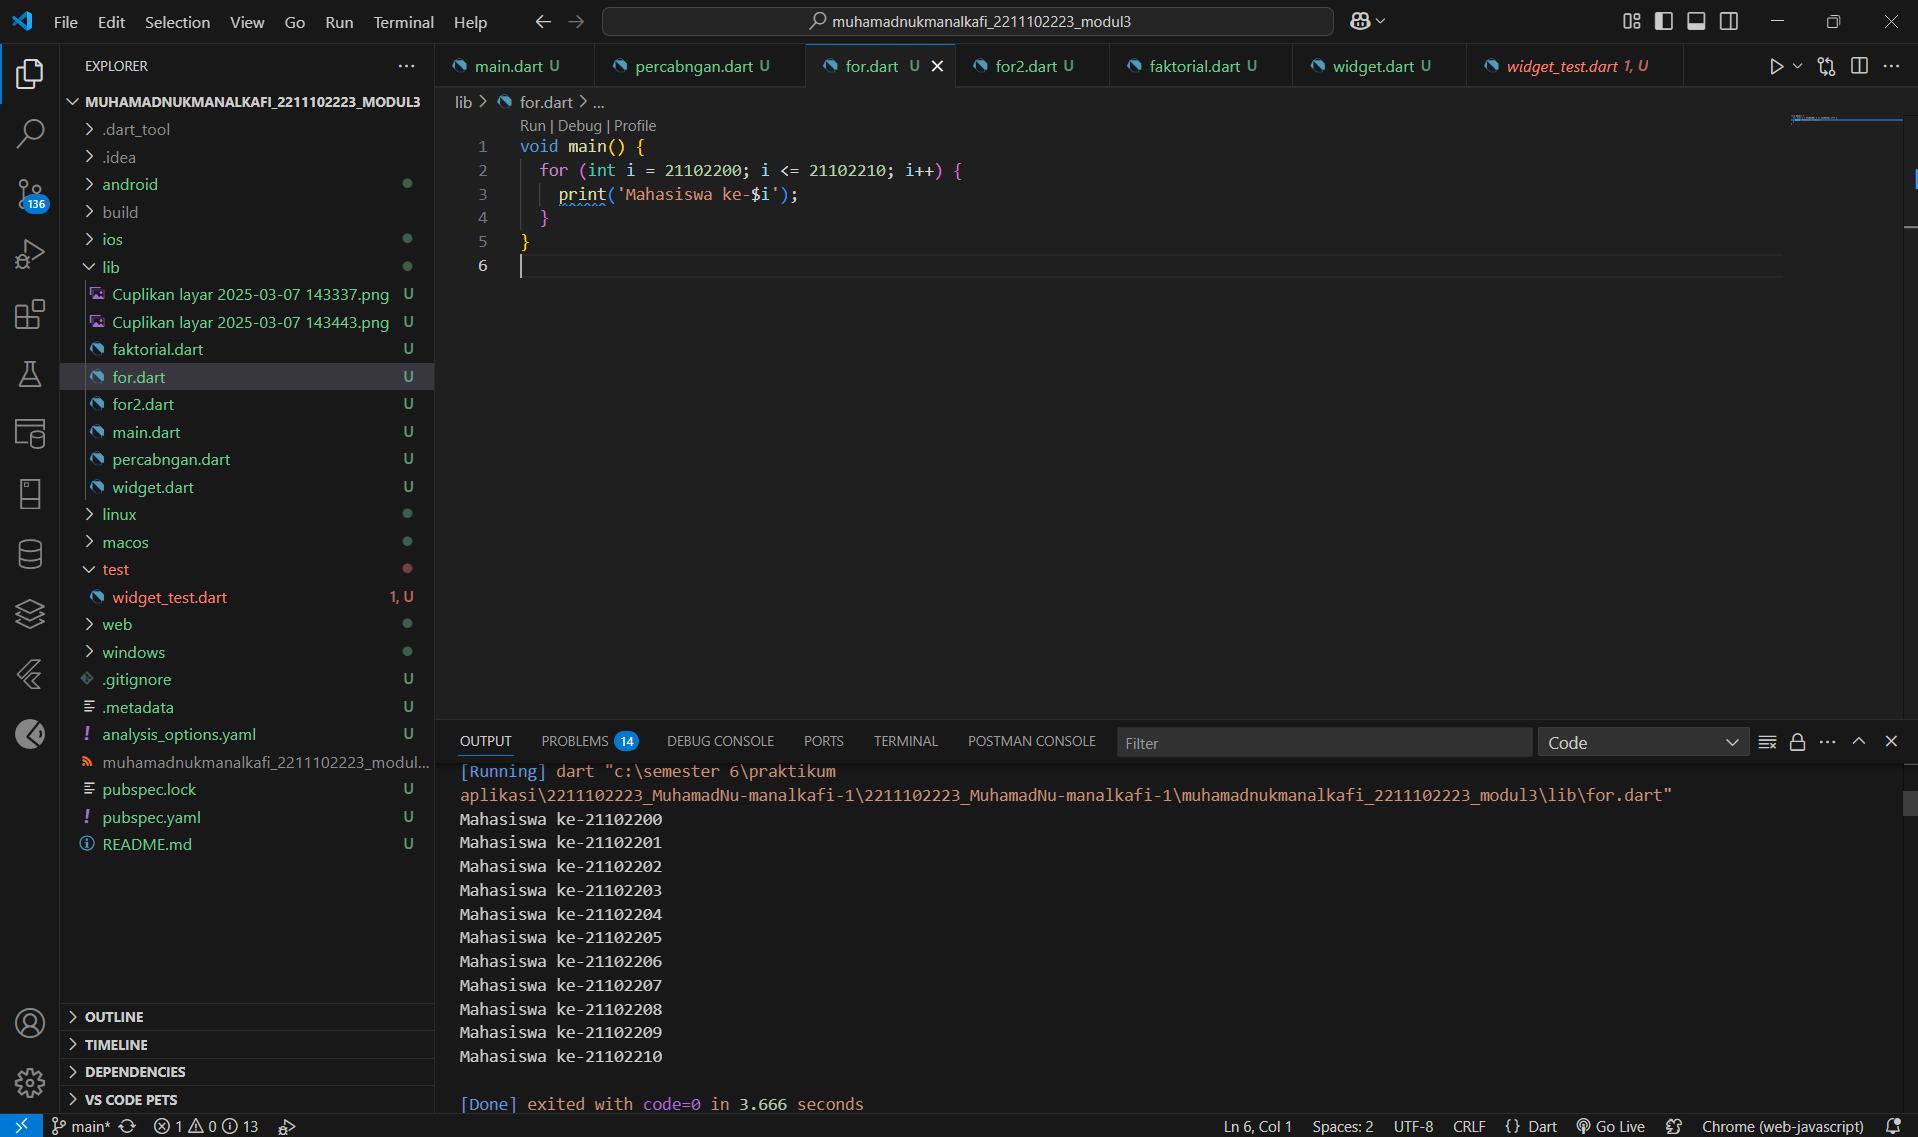 File Edit Selection View Go Run Terminal Help
muhamadnukmanalkafi_2211102223_modul3
EXPLORER
MUHAMADNUKMANALKAFI_2211102223_MODUL3
.dart_tool
.idea
android
build
ios
lib
Cuplikan layar 2025-03-07 143337.png U
Cuplikan layar 2025-03-07 143443.png U
faktorial.dart U
for.dart U
for2.dart U
main.dart U
percabngan.dart U
widget.dart U
linux
macos
test
widget_test.dart 1, U
web
windows
.gitignore U
.metadata U
analysis_options.yaml U
muhamadnukmanalkafi_2211102223_modul...
pubspec.lock U
pubspec.yaml U
README.md U
OUTLINE
TIMELINE
DEPENDENCIES
VS CODE PETS
136
main.dart U percabngan.dart U for.dart U for2.dart U faktorial.dart U widget.dart U widget_test.dart 1, U
lib > for.dart > ...
Run | Debug | Profile
1 void main() {
2 for (int i = 21102200; i <= 21102210; i++) {
3 print('Mahasiswa ke-$i');
4 }
5 }
6
OUTPUT PROBLEMS 14 DEBUG CONSOLE PORTS TERMINAL POSTMAN CONSOLE Filter Code
[Running] dart "c:\semester 6\praktikum
aplikasi\2211102223_MuhamadNu-manalkafi-1\2211102223_MuhamadNu-manalkafi-1\muhamadnukmanalkafi_2211102223_modul3\lib\for.dart"
Mahasiswa ke-21102200
Mahasiswa ke-21102201
Mahasiswa ke-21102202
Mahasiswa ke-21102203
Mahasiswa ke-21102204
Mahasiswa ke-21102205
Mahasiswa ke-21102206
Mahasiswa ke-21102207
Mahasiswa ke-21102208
Mahasiswa ke-21102209
Mahasiswa ke-21102210
[Done] exited with code=0 in 3.666 seconds
main* 1 0 13 Ln 6, Col 1 Spaces: 2 UTF-8 CRLF {} Dart Go Live Chrome (web-javascript)